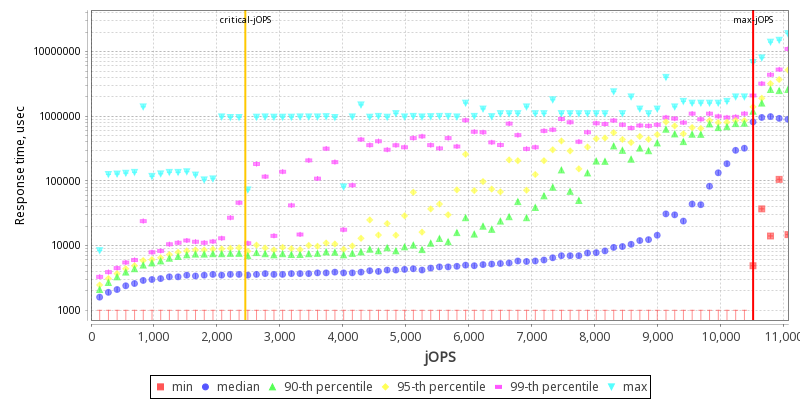 critical-jOPS max-jOPS
Response time, usec
10000000
1000000
100000
10000
1000
0 1,000 2,000 3,000 4,000 5,000 6,000 7,000 8,000 9,000 10,000 11,000
jOPS
min median 90-th percentile 95-th percentile 99-th percentile max